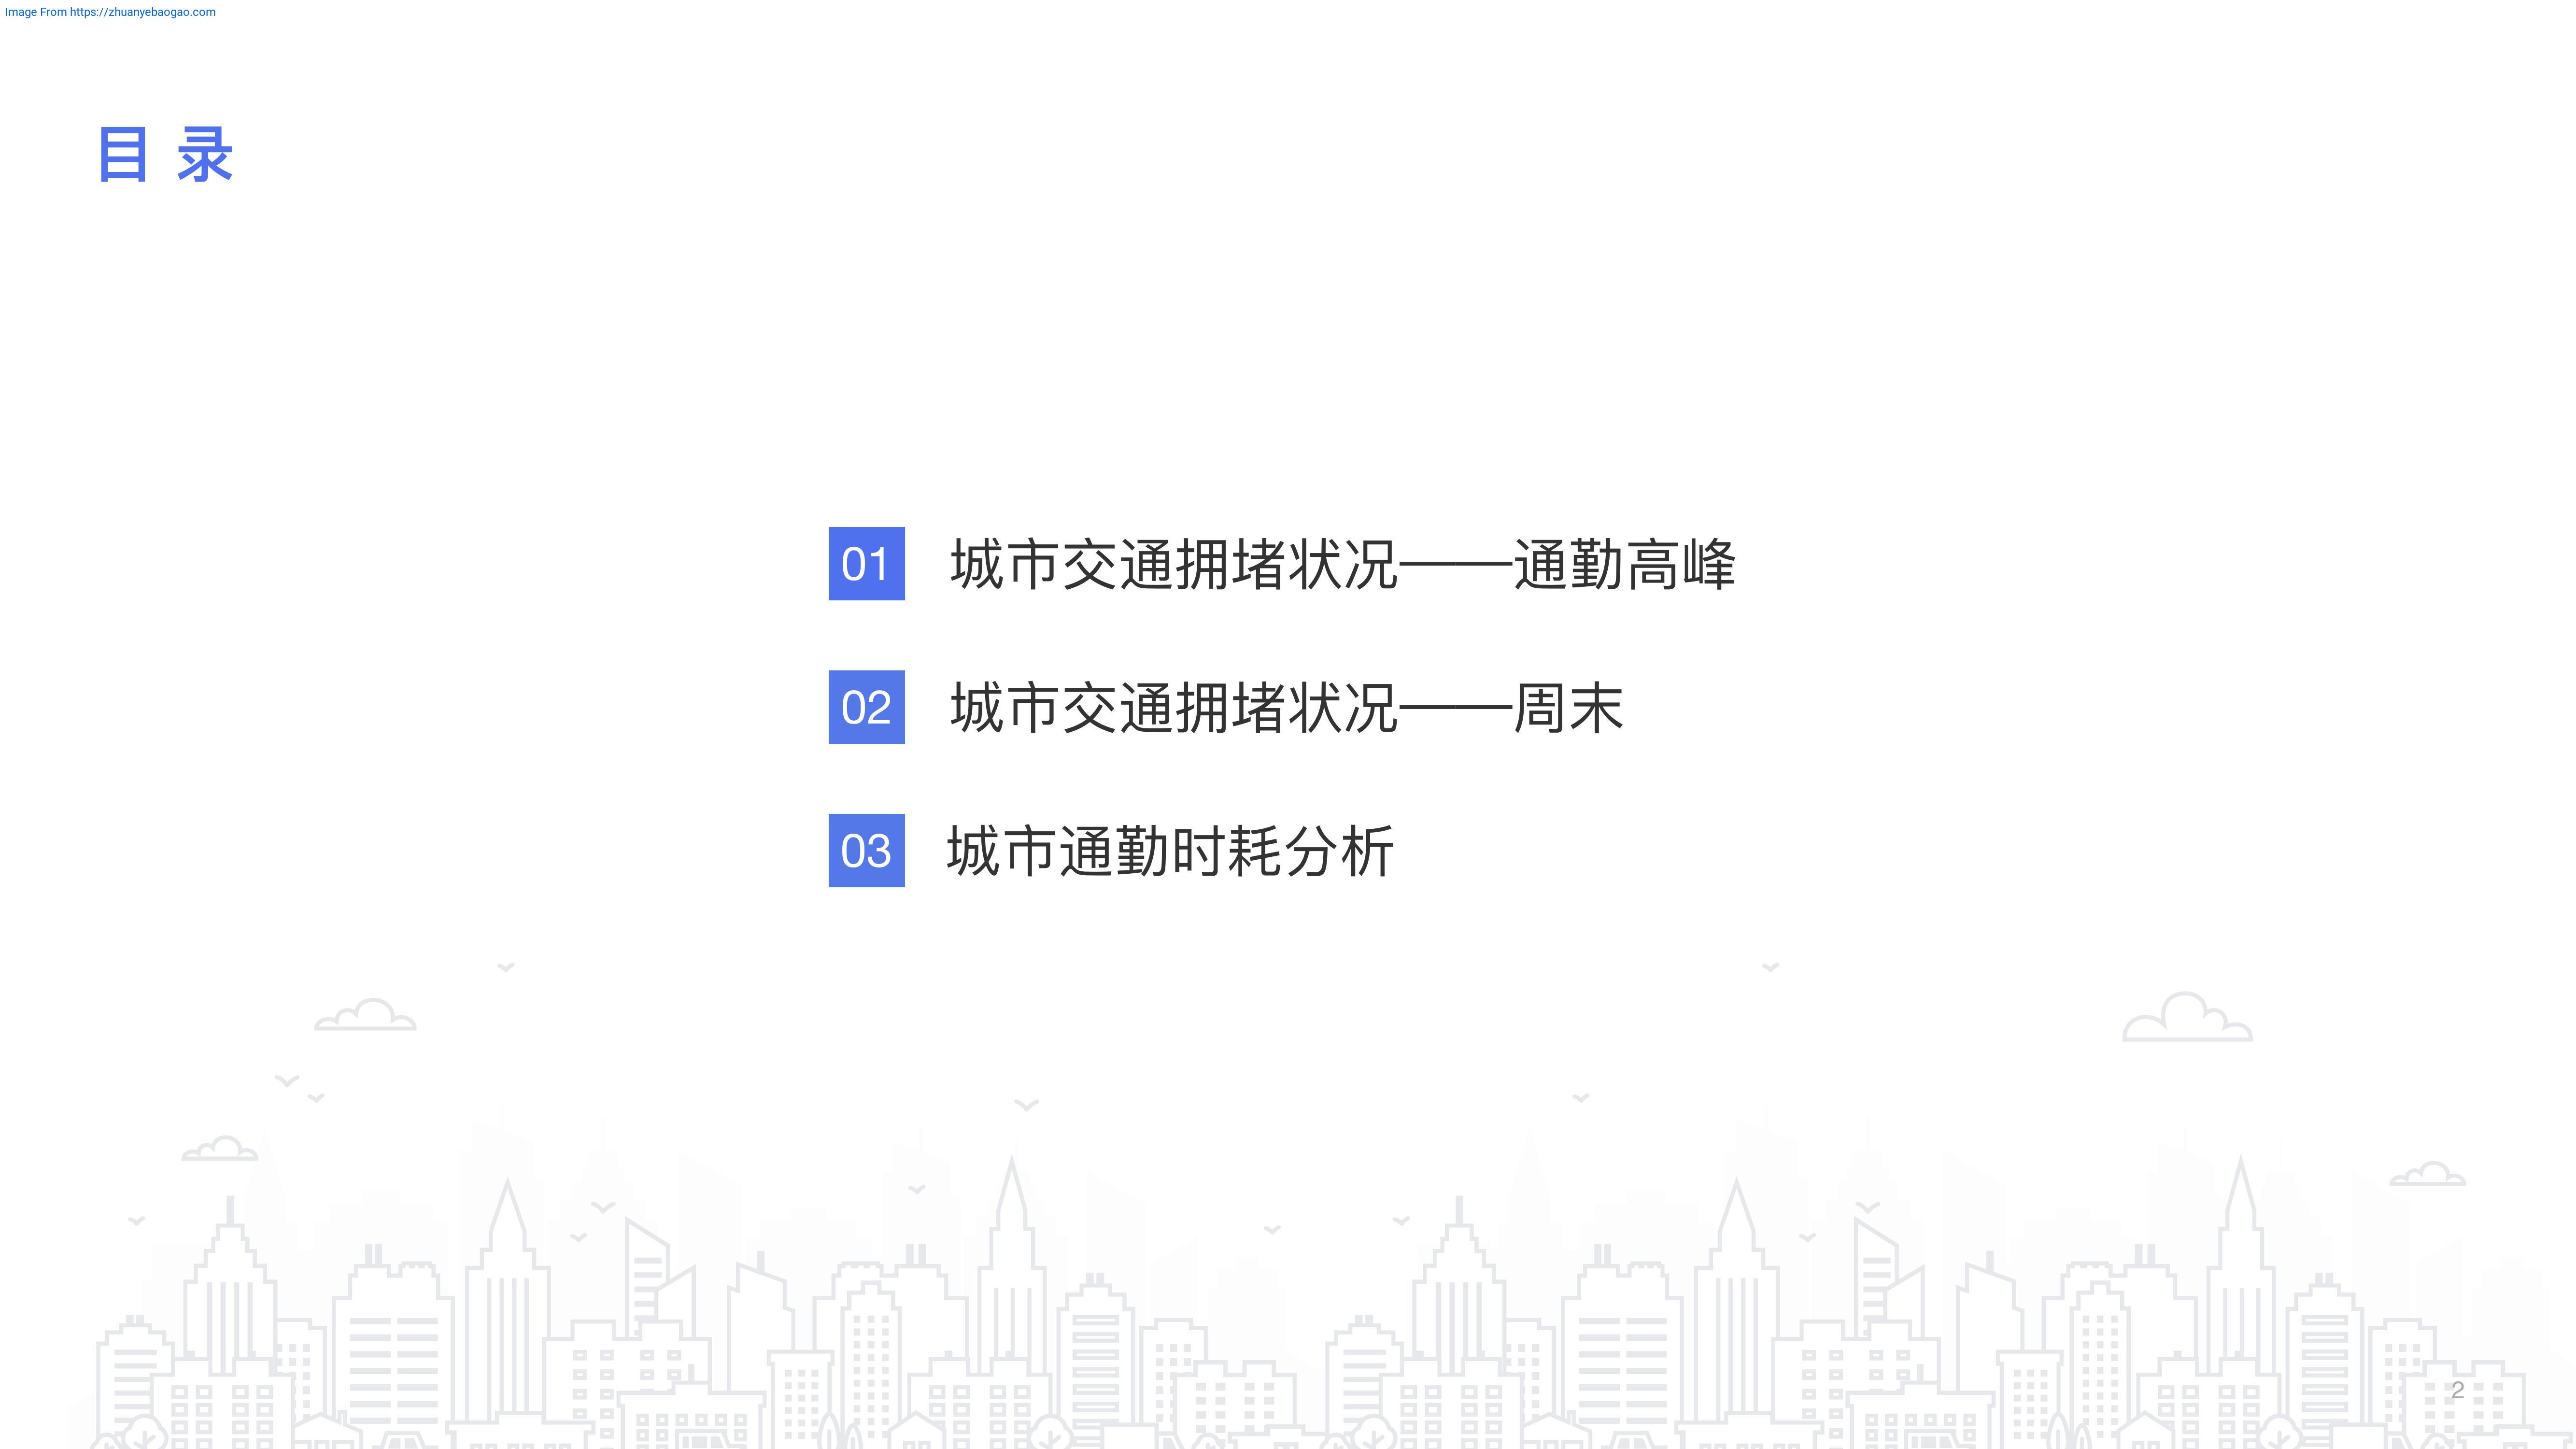 Image From https://zhuanyebaogao.com
目 录
01 城市交通拥堵状况——通勤高峰
02 城市交通拥堵状况——周末
03 城市通勤时耗分析
2